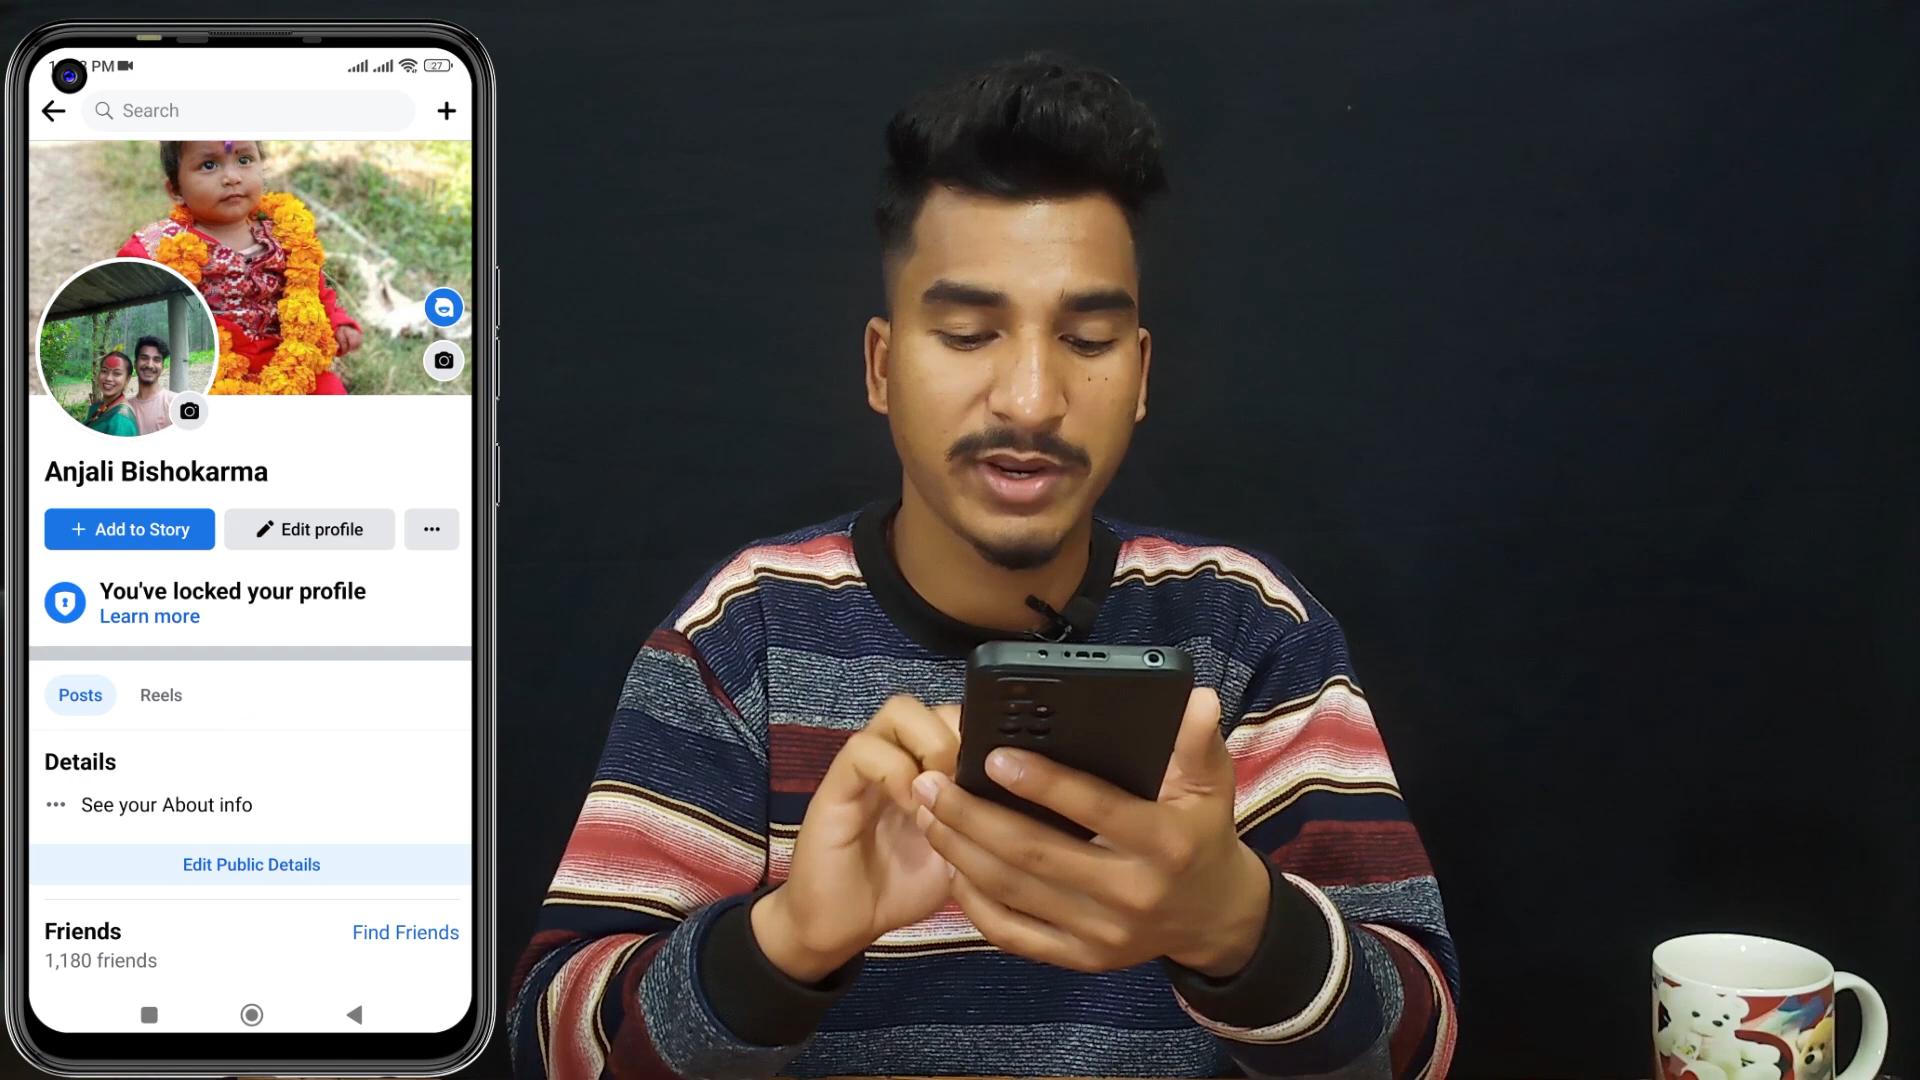 PM
27
Search
Anjali Bishokarma
Add to Story
Edit profile
You've locked your profile
Learn more
Posts
Reels
Details
See your About info
Edit Public Details
Friends
Find Friends
1,180 friends